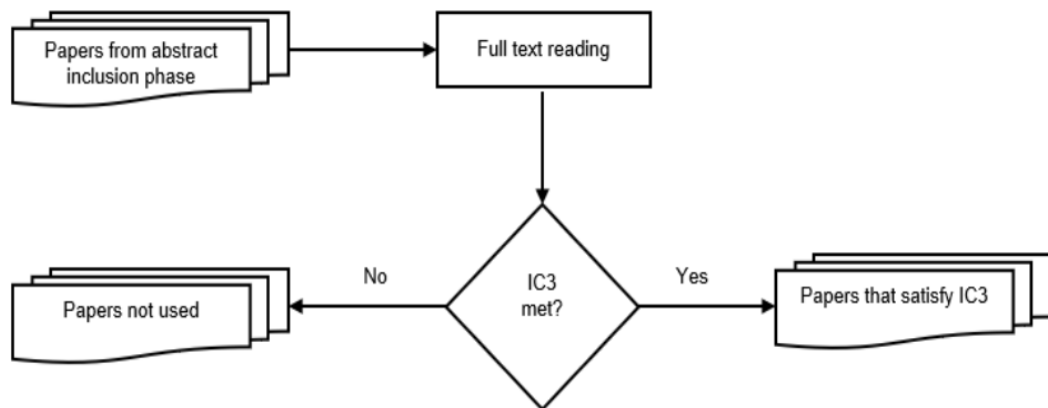 Papers from abstract
inclusion phase
Full text reading
IC3
met?
No
Yes
Papers not used
Papers that satisfy IC3